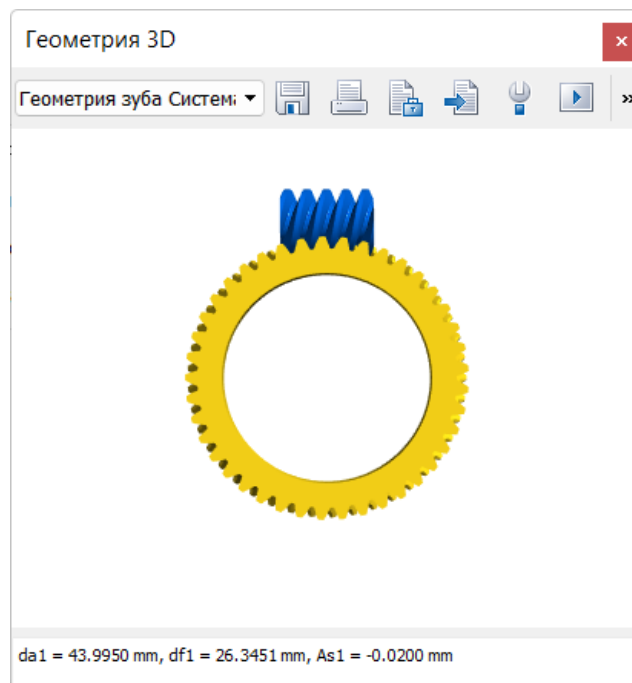 Геометрия 3D
Геометрия зуба Систем
da1 = 43.9950 mm, df1 = 26.3451 mm, As1 = -0.0200 mm